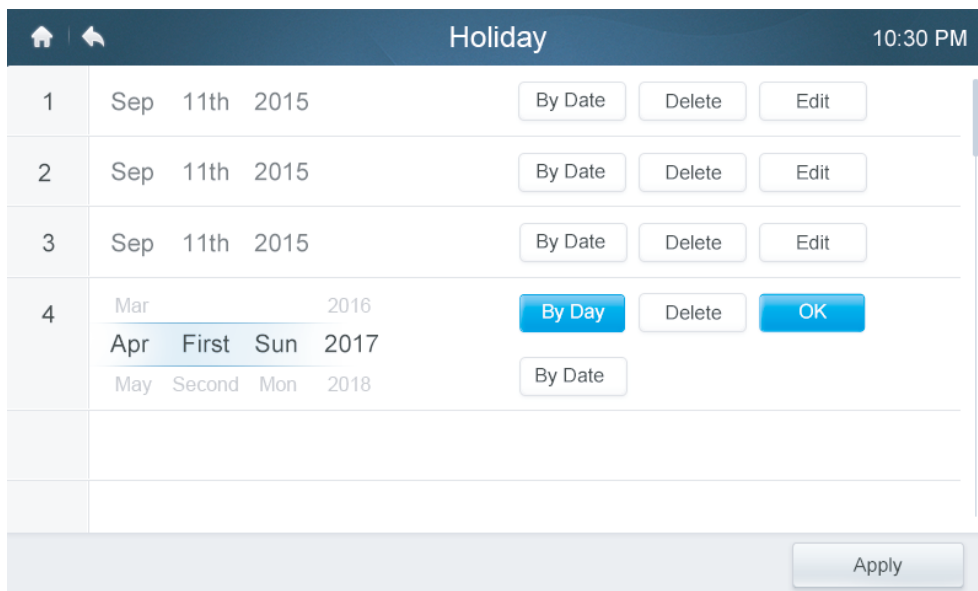 Holiday 10:30 PM
1 Sep 11th 2015 By Date Delete Edit
2 Sep 11th 2015 By Date Delete Edit
3 Sep 11th 2015 By Date Delete Edit
4 Mar 2016 By Day Delete OK
Apr First Sun 2017
May Second Mon 2018 By Date
Apply